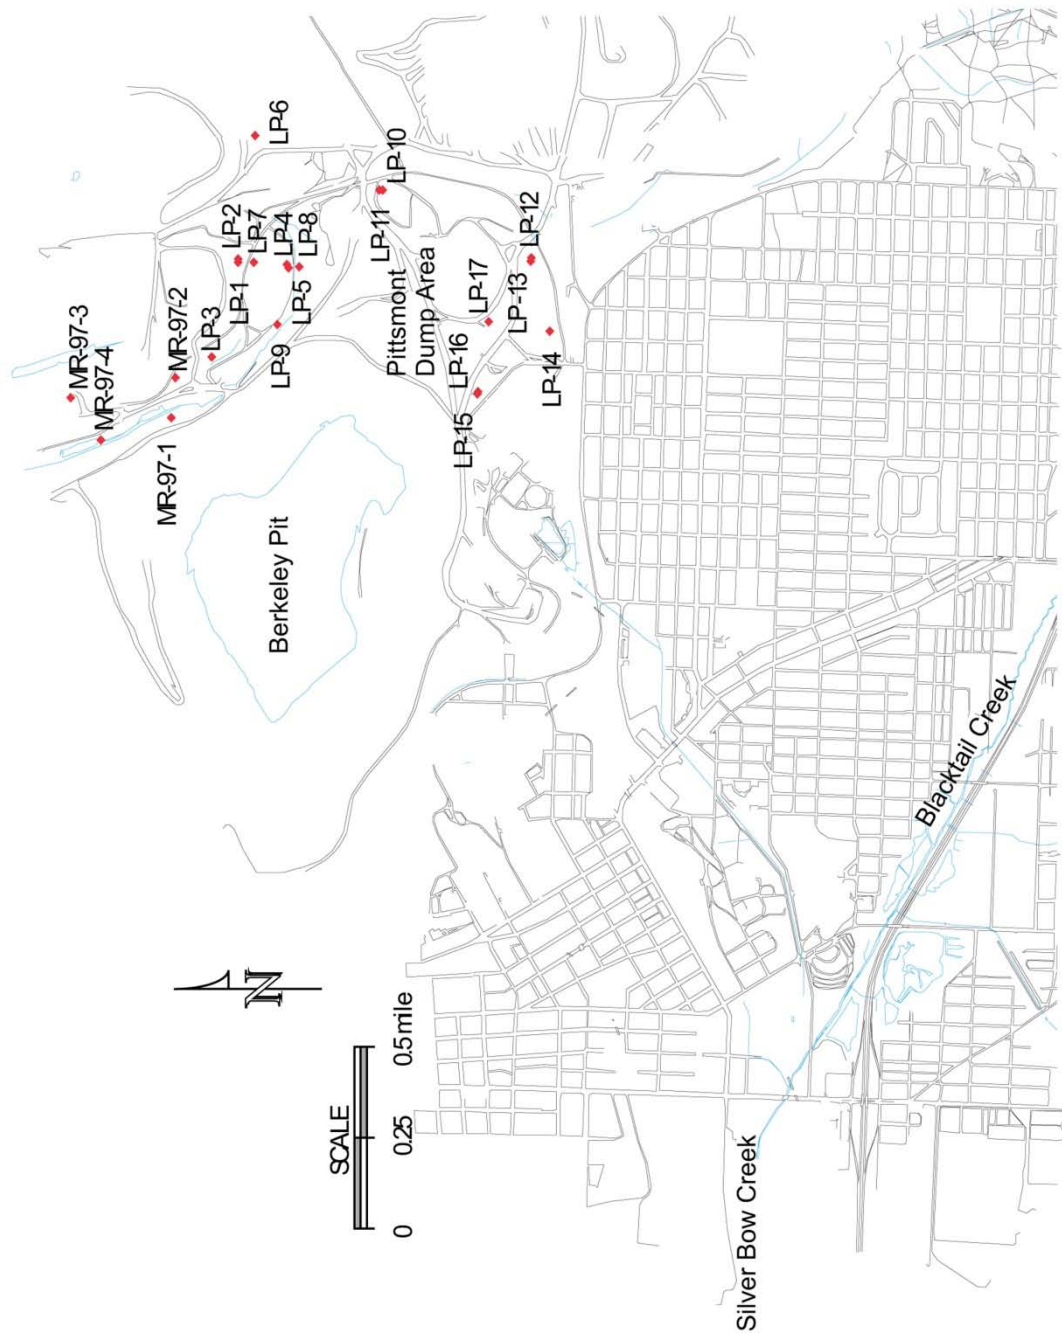 MR-97-3
MR-97-4
MR-97-2
MR-97-1
LP-3
LP-6
LP-2
LP-1
LP-7
LP-4
LP-8
LP-5
LP-9
Berkeley Pit
LP-10
LP-11
Pittsmont
Dump Area
LP-17
LP-16
LP-15
LP-12
LP-13
LP-14
N
SCALE
0 0.25 0.5 mile
Silver Bow Creek
Blacktail Creek